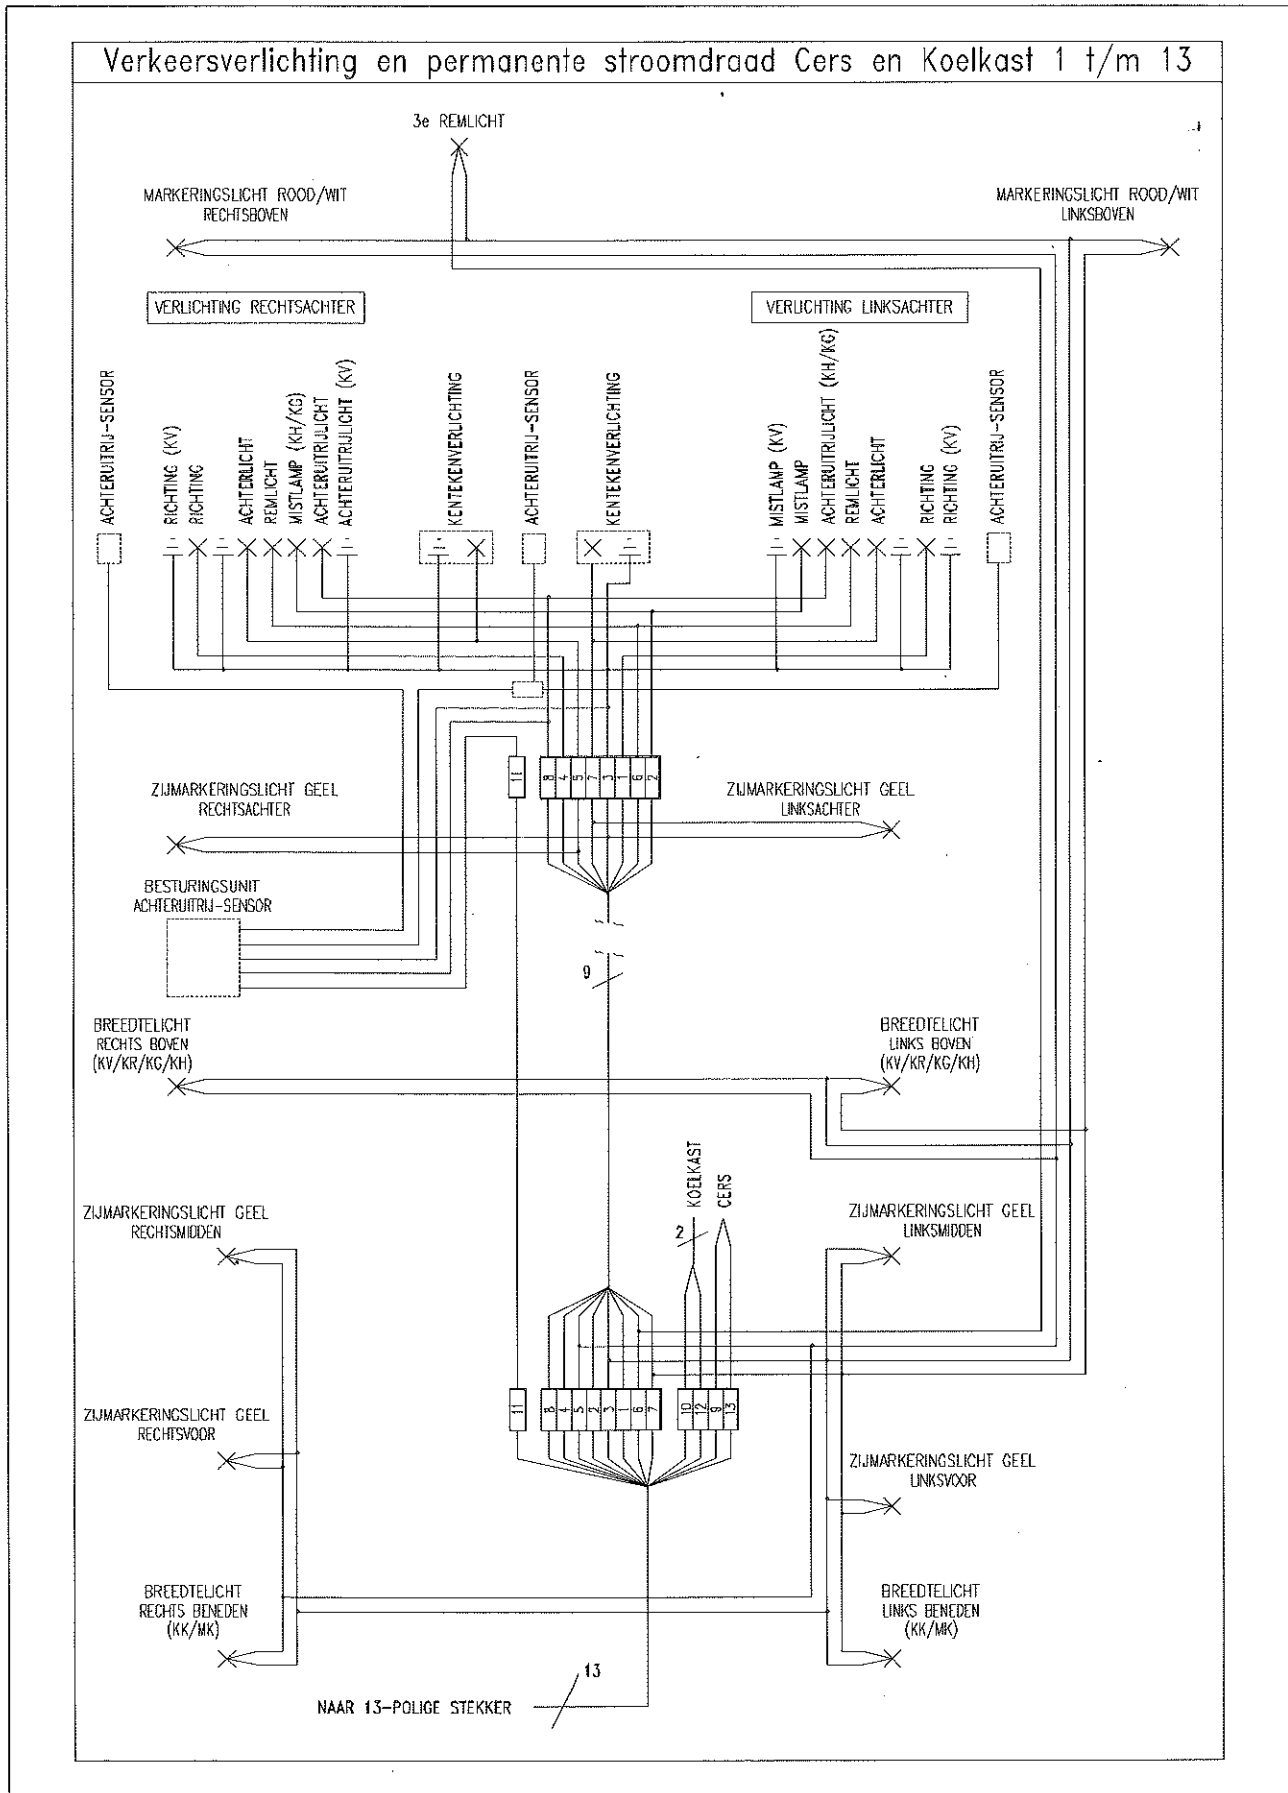 Verkeersverlichting en permanente stroomdraad Cers en Koelkast 1 t/m 13
3e REMLICHT
MARKERINGSLICHT ROOD/WIT
RECHTSBOVEN
MARKERINGSLICHT ROOD/WIT
LINKSBOVEN
VERLICHTING RECHTSACHTER
VERLICHTING LINKSACHTER
ACHTERUITRIJ-SENSOR
RICHTING (KV)
RICHTING
ACHTERLICHT
REMLICHT
MISTLAMP (KH/KG)
ACHTERUITRIJLICHT
ACHTERUITRIJLICHT (KV)
KENTEKENVERLICHTING
ACHTERUITRIJ-SENSOR
KENTEKENVERLICHTING
MISTLAMP (KV)
MISTLAMP
ACHTERUITRIJLICHT (KH/KG)
REMLICHT
ACHTERLICHT
RICHTING
RICHTING (KV)
ACHTERUITRIJ-SENSOR
11 8 4 5 7 3 1 6 2
ZIJMARKERINGSLICHT GEEL
RECHTSACHTER
ZIJMARKERINGSLICHT GEEL
LINKSACHTER
BESTURINGSUNIT
ACHTERUITRIJ-SENSOR
9
BREEDTELICHT
RECHTS BOVEN
(KV/KR/KG/KH)
BREEDTELICHT
LINKS BOVEN
(KV/KR/KG/KH)
KOELKAST
CERS
2
ZIJMARKERINGSLICHT GEEL
RECHTSMIDDEN
ZIJMARKERINGSLICHT GEEL
LINKSMIDDEN
11 8 4 5 2 3 1 6 7 10 12 9 13
ZIJMARKERINGSLICHT GEEL
RECHTSVOOR
ZIJMARKERINGSLICHT GEEL
LINKSVOOR
BREEDTELICHT
RECHTS BENEDEN
(KK/MK)
BREEDTELICHT
LINKS BENEDEN
(KK/MK)
13
NAAR 13-POLIGE STEKKER